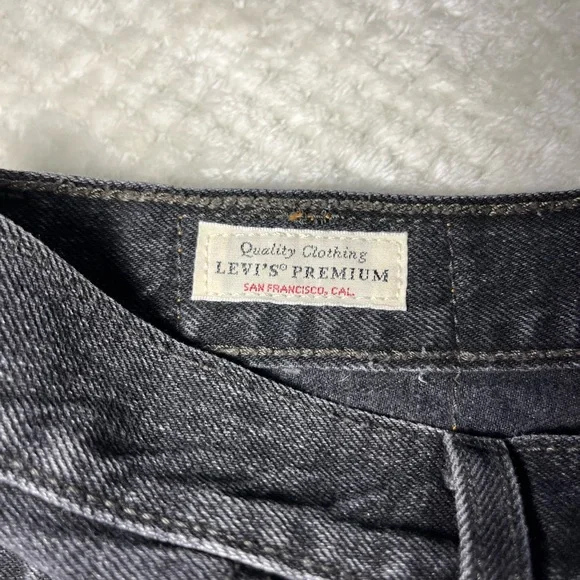 Quality Clothing
LEVI'S® PREMIUM
SAN FRANCISCO, CAL.